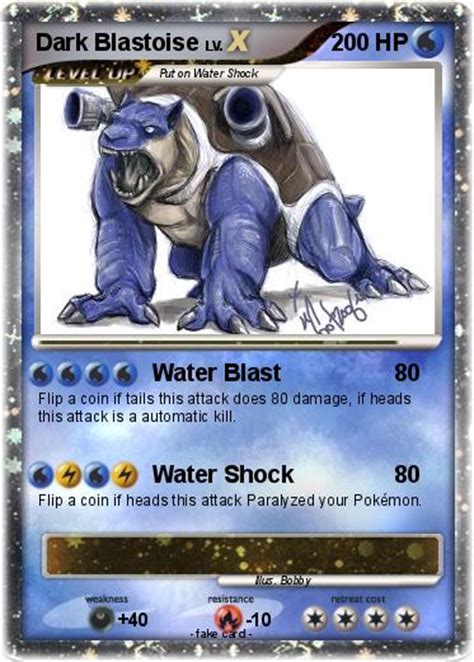 Dark Blastoise LV. X 200 HP
LEVEL UP Put on Water Shock
Water Blast 80
Flip a coin if tails this attack does 80 damage, if heads
this attack is a automatic kill.
Water Shock 80
Flip a coin if heads this attack Paralyzed your Pokémon.
Illus. Bobby
weakness resistance retreat cost
+40 -10
- fake card -